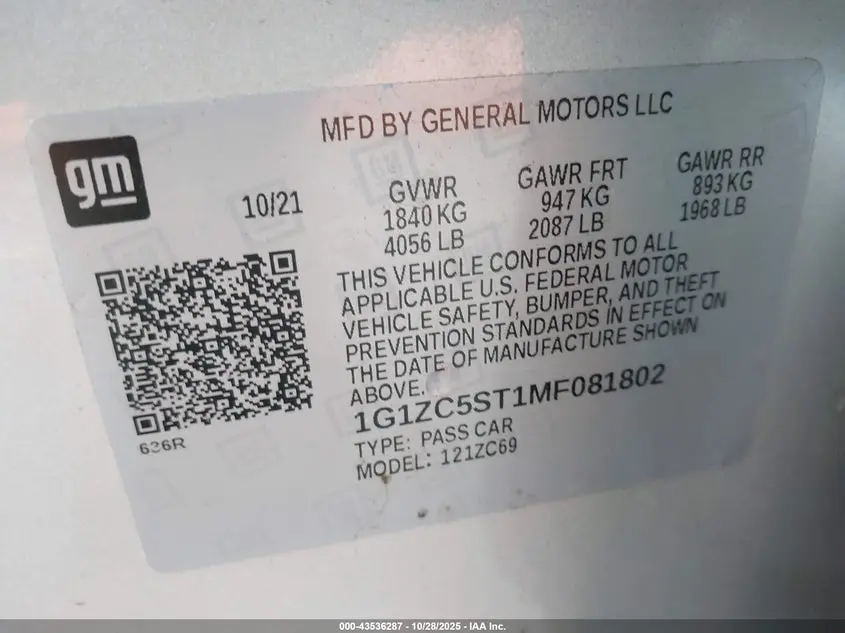 MFD BY GENERAL MOTORS LLC
gm
10/21
GVWR
1840 KG
4056 LB
GAWR FRT
947 KG
2087 LB
GAWR RR
893 KG
1968 LB
THIS VEHICLE CONFORMS TO ALL
APPLICABLE U.S. FEDERAL MOTOR
VEHICLE SAFETY, BUMPER, AND THEFT
PREVENTION STANDARDS IN EFFECT ON
THE DATE OF MANUFACTURE SHOWN
ABOVE.
1G1ZC5ST1MF081802
TYPE: PASS CAR
MODEL: 121ZC69
636R
000-43536287 - 10/28/2025 - IAA Inc.